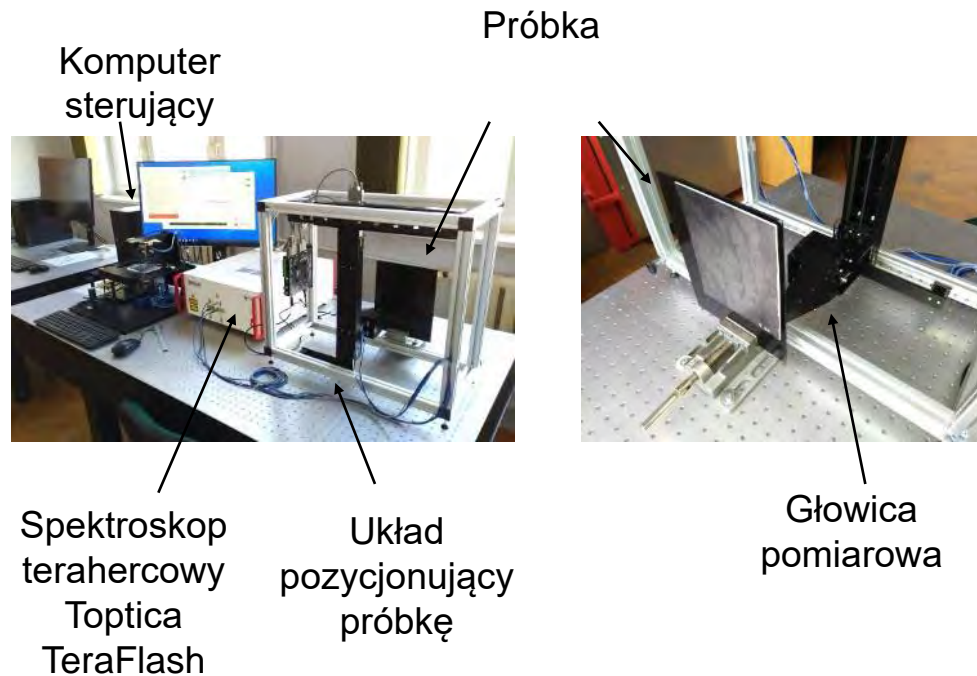 Próbka
Komputer
sterujący
Spektroskop
terahercowy
Toptica
TeraFlash
Układ
pozycjonujący
próbkę
Głowica
pomiarowa